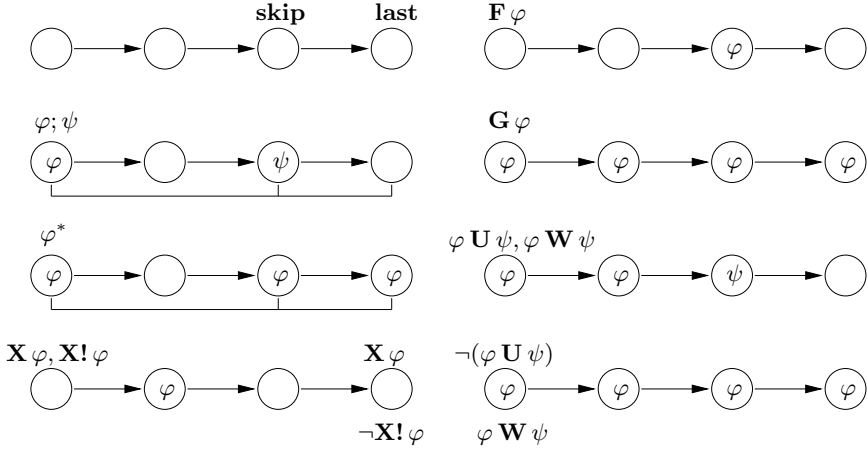 skip last F φ
φ
φ; ψ G φ
φ ψ φ φ φ φ
φ* φ U ψ, φ W ψ
φ φ φ φ φ ψ
X φ, X! φ X φ ¬(φ U ψ)
φ φ φ φ φ
¬X! φ φ W ψ